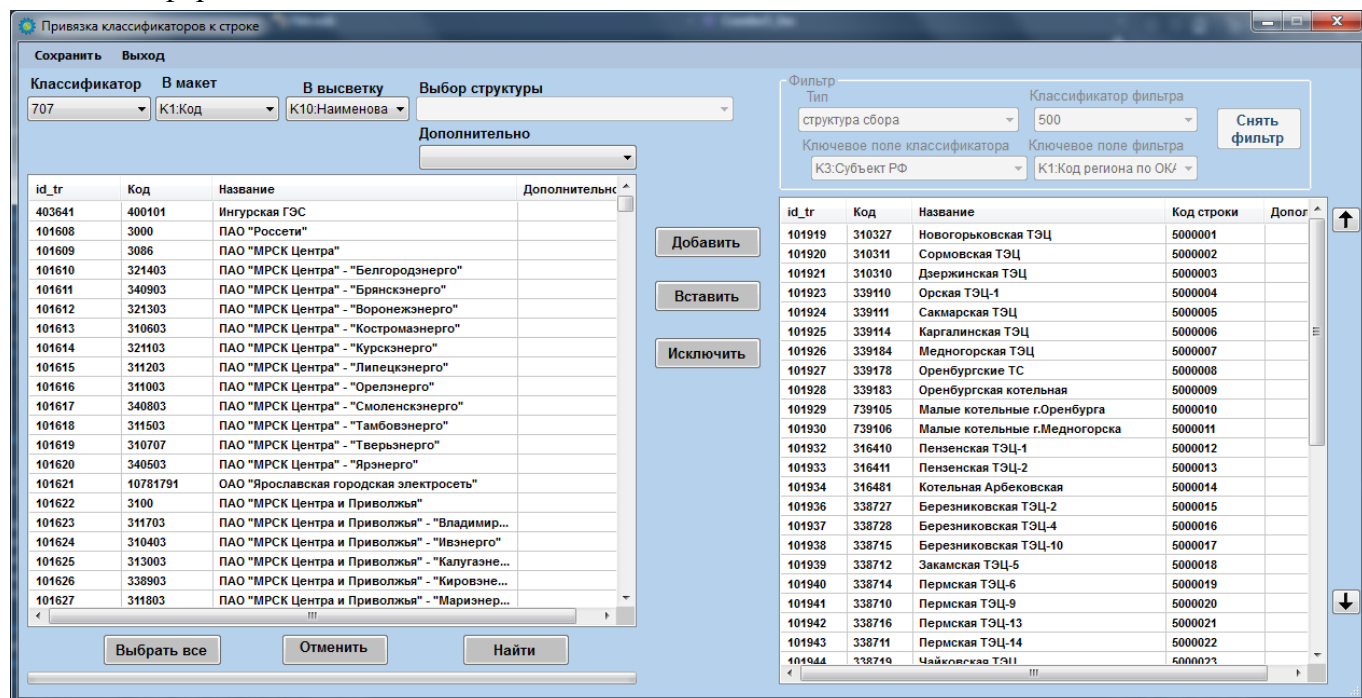 Привязка классификаторов к строке
Сохранить Выход
Классификатор В макет В высветку Выбор структуры
707 К1:Код К10:Наименова
Дополнительно
Фильтр
Тип Классификатор фильтра
структура сбора 500
Снять фильтр
Ключевое поле классификатора Ключевое поле фильтра
К3:Субъект РФ К1:Код региона по ОКА
id_tr Код Название Дополнительнс
403641 400101 Ингурская ГЭС
101608 3000 ПАО "Россети"
101609 3086 ПАО "МРСК Центра"
101610 321403 ПАО "МРСК Центра" - "Белгородэнерго"
101611 340903 ПАО "МРСК Центра" - "Брянскэнерго"
101612 321303 ПАО "МРСК Центра" - "Воронежэнерго"
101613 310603 ПАО "МРСК Центра" - "Костромаэнерго"
101614 321103 ПАО "МРСК Центра" - "Курскэнерго"
101615 311203 ПАО "МРСК Центра" - "Липецкэнерго"
101616 311003 ПАО "МРСК Центра" - "Орелэнерго"
101617 340803 ПАО "МРСК Центра" - "Смоленскэнерго"
101618 311503 ПАО "МРСК Центра" - "Тамбовэнерго"
101619 310707 ПАО "МРСК Центра" - "Тверьэнерго"
101620 340503 ПАО "МРСК Центра" - "Ярэнерго"
101621 10781791 ОАО "Ярославская городская электросеть"
101622 3100 ПАО "МРСК Центра и Приволжья"
101623 311703 ПАО "МРСК Центра и Приволжья" - "Владимир...
101624 310403 ПАО "МРСК Центра и Приволжья" - "Ивэнерго"
101625 313003 ПАО "МРСК Центра и Приволжья" - "Калугаэне...
101626 338903 ПАО "МРСК Центра и Приволжья" - "Кировэне...
101627 311803 ПАО "МРСК Центра и Приволжья" - "Мариэнер...
Выбрать все Отменить Найти
Добавить
Вставить
Исключить
id_tr Код Название Код строки Допол
101919 310327 Новогорьковская ТЭЦ 5000001
101920 310311 Сормовская ТЭЦ 5000002
101921 310310 Дзержинская ТЭЦ 5000003
101923 339110 Орская ТЭЦ-1 5000004
101924 339111 Сакмарская ТЭЦ 5000005
101925 339114 Каргалинская ТЭЦ 5000006
101926 339184 Медногорская ТЭЦ 5000007
101927 339178 Оренбургские ТС 5000008
101928 339183 Оренбургская котельная 5000009
101929 739105 Малые котельные г.Оренбурга 5000010
101930 739106 Малые котельные г.Медногорска 5000011
101932 316410 Пензенская ТЭЦ-1 5000012
101933 316411 Пензенская ТЭЦ-2 5000013
101934 316481 Котельная Арбековская 5000014
101936 338727 Березниковская ТЭЦ-2 5000015
101937 338728 Березниковская ТЭЦ-4 5000016
101938 338715 Березниковская ТЭЦ-10 5000017
101939 338712 Закамская ТЭЦ-5 5000018
101940 338714 Пермская ТЭЦ-6 5000019
101941 338710 Пермская ТЭЦ-9 5000020
101942 338716 Пермская ТЭЦ-13 5000021
101943 338711 Пермская ТЭЦ-14 5000022
101944 338719 Чайковская ТЭЦ 5000023